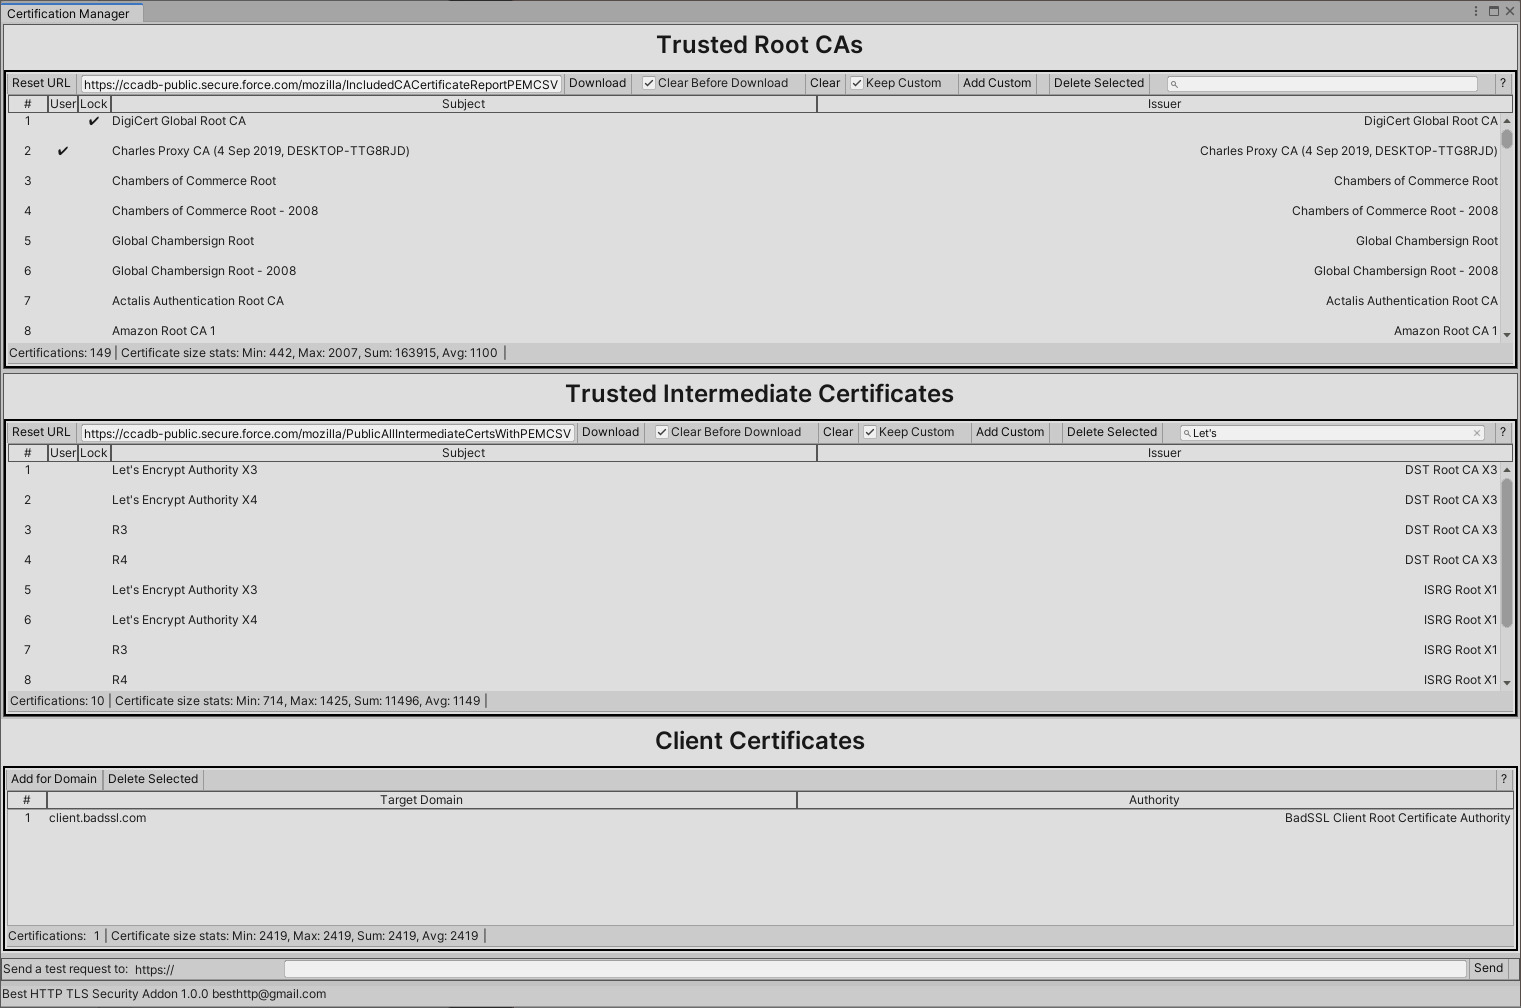 Certification Manager
Trusted Root CAs
Reset URL https://ccadb-public.secure.force.com/mozilla/IncludedCACertificateReportPEMCSV Download Clear Before Download Clear Keep Custom Add Custom Delete Selected ?
# User Lock Subject Issuer
1 ✔ DigiCert Global Root CA DigiCert Global Root CA
2 ✔ Charles Proxy CA (4 Sep 2019, DESKTOP-TTG8RJD) Charles Proxy CA (4 Sep 2019, DESKTOP-TTG8RJD)
3 Chambers of Commerce Root Chambers of Commerce Root
4 Chambers of Commerce Root - 2008 Chambers of Commerce Root - 2008
5 Global Chambersign Root Global Chambersign Root
6 Global Chambersign Root - 2008 Global Chambersign Root - 2008
7 Actalis Authentication Root CA Actalis Authentication Root CA
8 Amazon Root CA 1 Amazon Root CA 1
Certifications: 149 | Certificate size stats: Min: 442, Max: 2007, Sum: 163915, Avg: 1100 |
Trusted Intermediate Certificates
Reset URL https://ccadb-public.secure.force.com/mozilla/PublicAllIntermediateCertsWithPEMCSV Download Clear Before Download Clear Keep Custom Add Custom Delete Selected Let's ?
# User Lock Subject Issuer
1 Let's Encrypt Authority X3 DST Root CA X3
2 Let's Encrypt Authority X4 DST Root CA X3
3 R3 DST Root CA X3
4 R4 DST Root CA X3
5 Let's Encrypt Authority X3 ISRG Root X1
6 Let's Encrypt Authority X4 ISRG Root X1
7 R3 ISRG Root X1
8 R4 ISRG Root X1
Certifications: 10 | Certificate size stats: Min: 714, Max: 1425, Sum: 11496, Avg: 1149 |
Client Certificates
Add for Domain Delete Selected ?
# Target Domain Authority
1 client.badssl.com BadSSL Client Root Certificate Authority
Certifications: 1 | Certificate size stats: Min: 2419, Max: 2419, Sum: 2419, Avg: 2419 |
Send a test request to: https:// Send
Best HTTP TLS Security Addon 1.0.0 besthttp@gmail.com